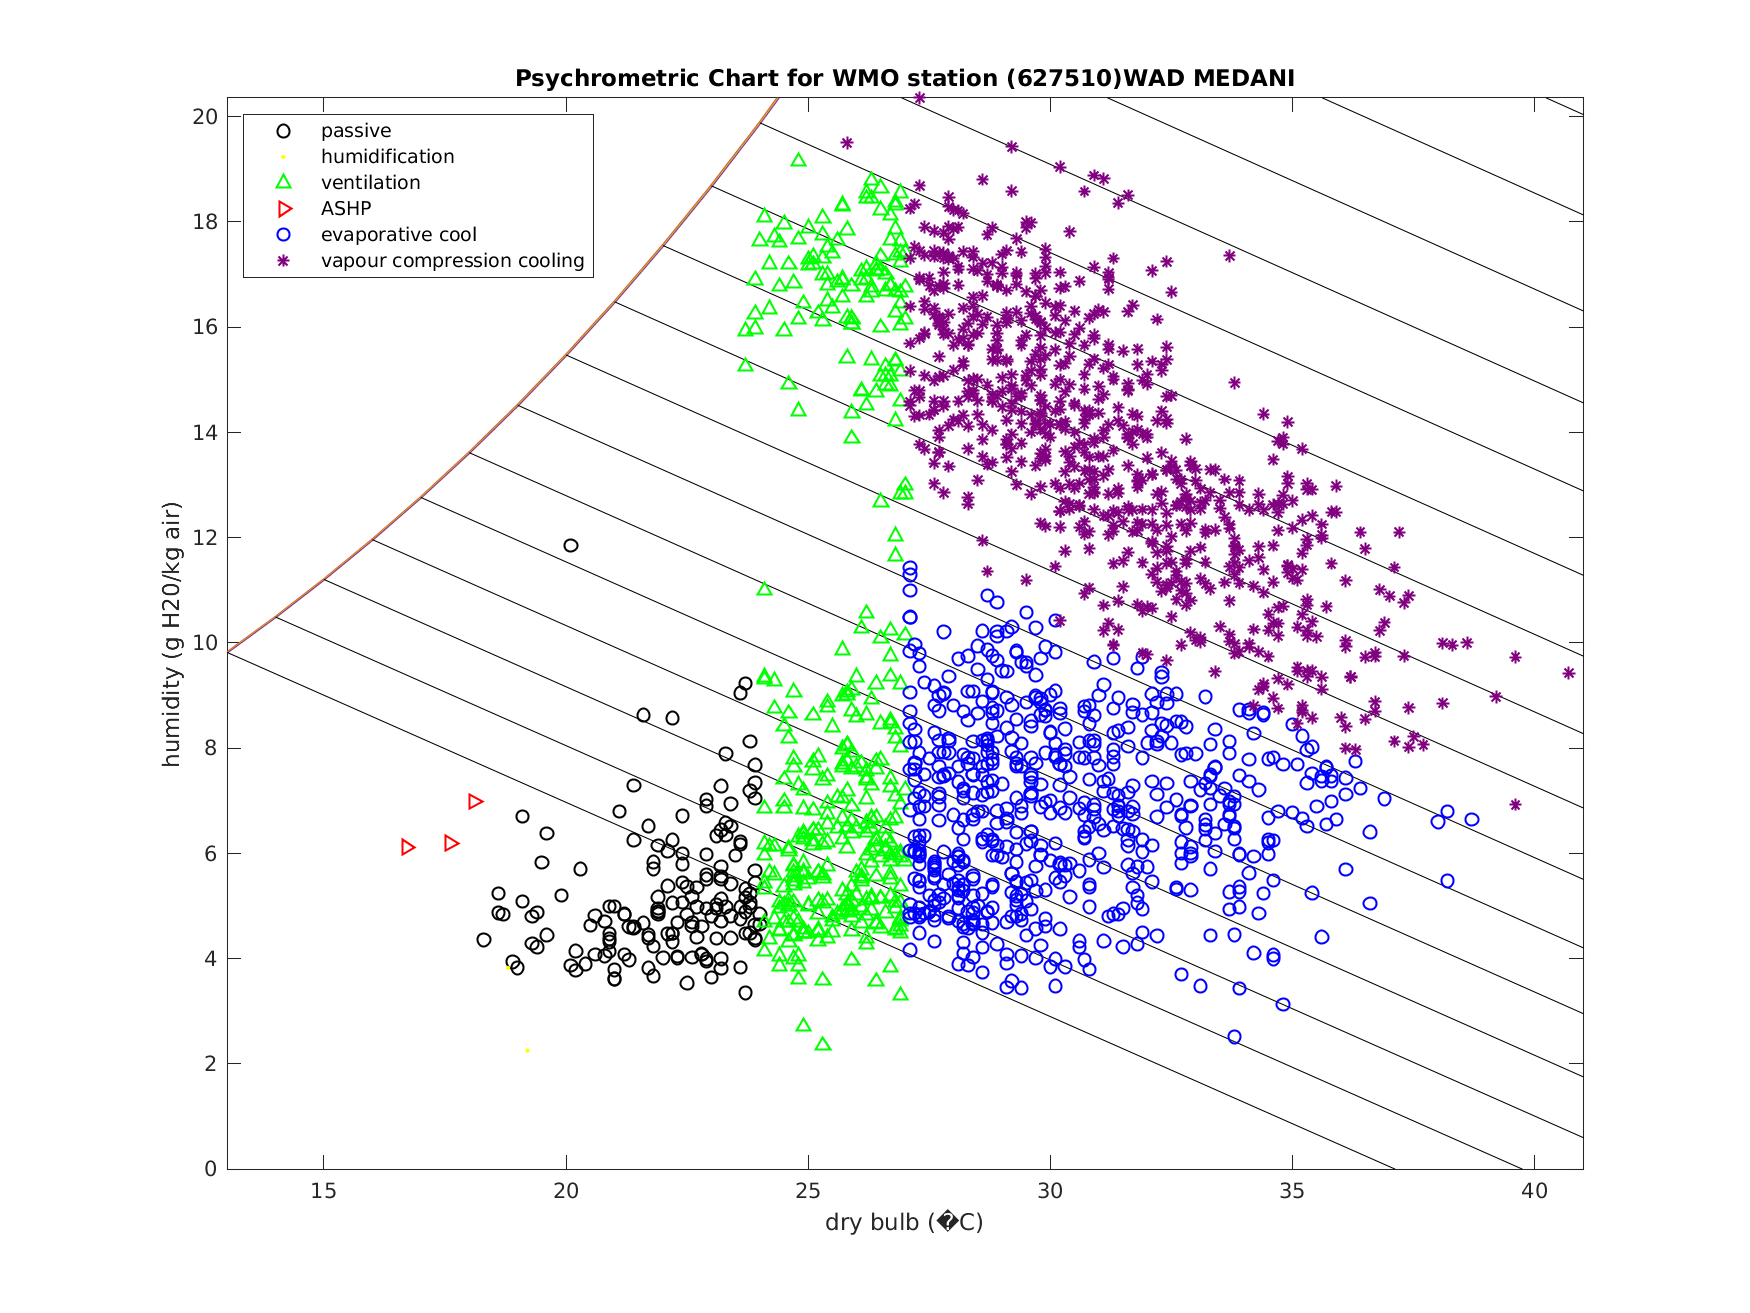 Psychrometric Chart for WMO station (627510)WAD MEDANI
passive
humidification
ventilation
ASHP
evaporative cool
vapour compression cooling
humidity (g H20/kg air)
20
18
16
14
12
10
8
6
4
2
0
15 20 25 30 35 40
dry bulb (�C)